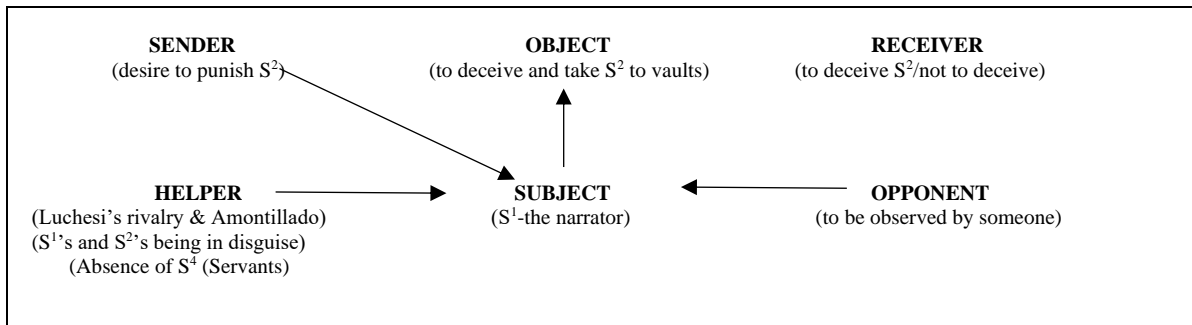 SENDER OBJECT RECEIVER
(desire to punish S²) (to deceive and take S² to vaults) (to deceive S²/not to deceive)
HELPER SUBJECT OPPONENT
(Luchesi’s rivalry & Amontillado) (S¹-the narrator) (to be observed by someone)
(S¹’s and S²’s being in disguise)
(Absence of S⁴ (Servants)